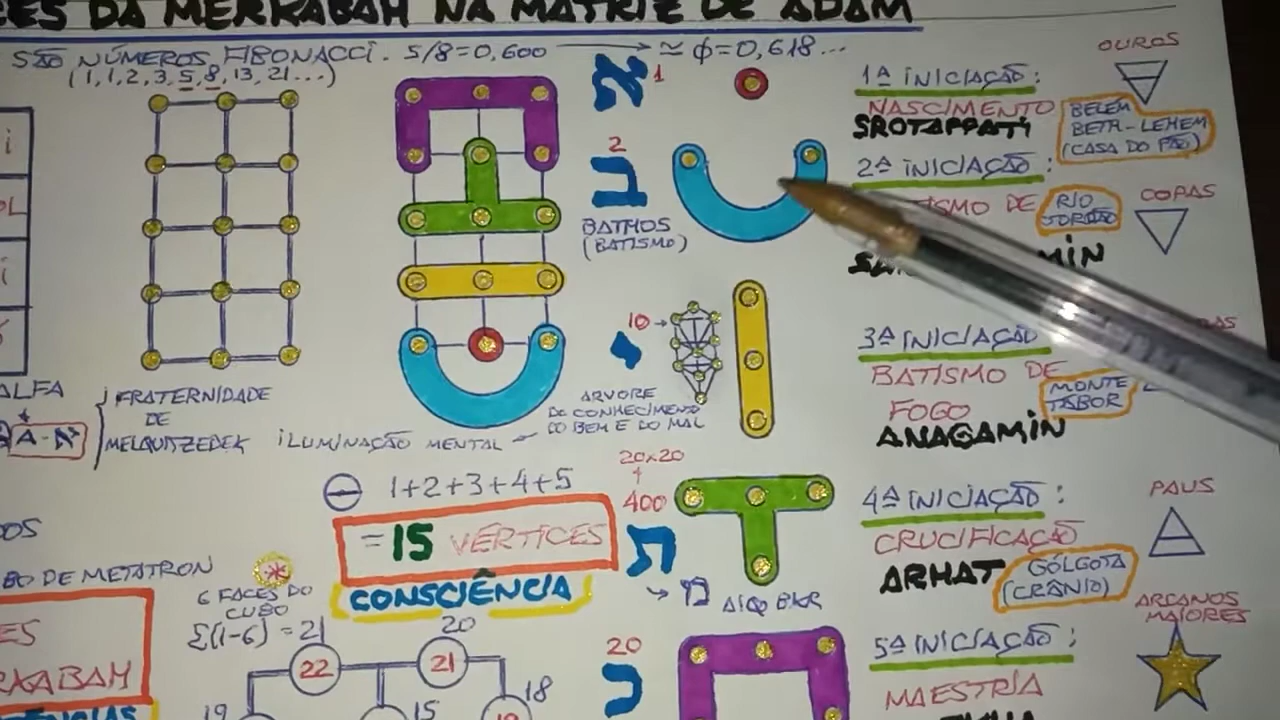 DA MERKABAH NA MATRIZ DE ADAM
SÃO NÚMEROS FIBONACCI. 5/8=0,600 → ≃ φ=0,618...
(1,1,2,3,5,8,13,21...)
א 1
1ª INICIAÇÃO:
NASCIMENTO
SROTAPPATI
BELÉM
BETH-LEHEM
(CASA DO PÃO)
OUROS
2
ב
BATHOS
(BATISMO)
2ª INICIAÇÃO:
DE
RIO
JORDÃO
COPAS
10→
י
ARVORE
DO CONHECIMENTO
DO BEM E DO MAL
ILUMINAÇÃO MENTAL
3ª INICIAÇÃO
BATISMO DE
FOGO
MONTE
TABOR
ANAGAMIN
ALFA
A-
FRATERNIDADE
DE
MELQUITZEDEK
⊖ 1+2+3+4+5
=15 VÉRTICES
CONSCIÊNCIA
20x20
400
ת
AIQ BKR
4ª INICIAÇÃO:
CRUCIFICAÇÃO
ARHAT
GÓLGOTA
(CRÂNIO)
PAUS
BO DE METATRON
6 FACES DO
CUBO
Σ(1-6) = 21
22
20
21
19
15
18
20
כ
5ª INICIAÇÃO:
MAESTRIA
ARCANOS
MAIORES